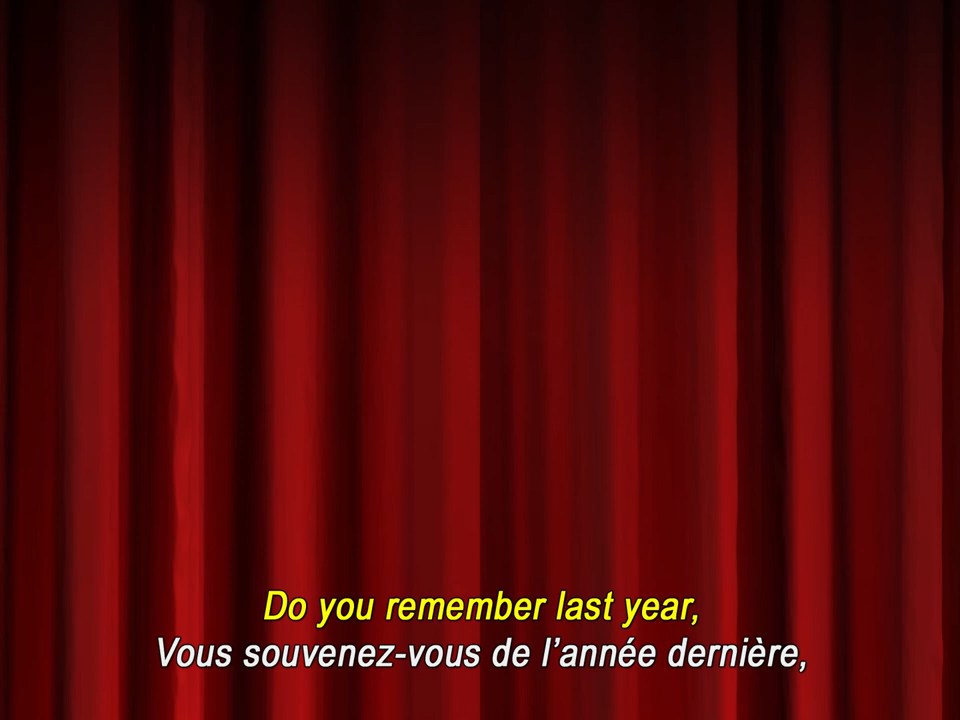 Do you remember last year,
Vous souvenez-vous de l’année dernière,